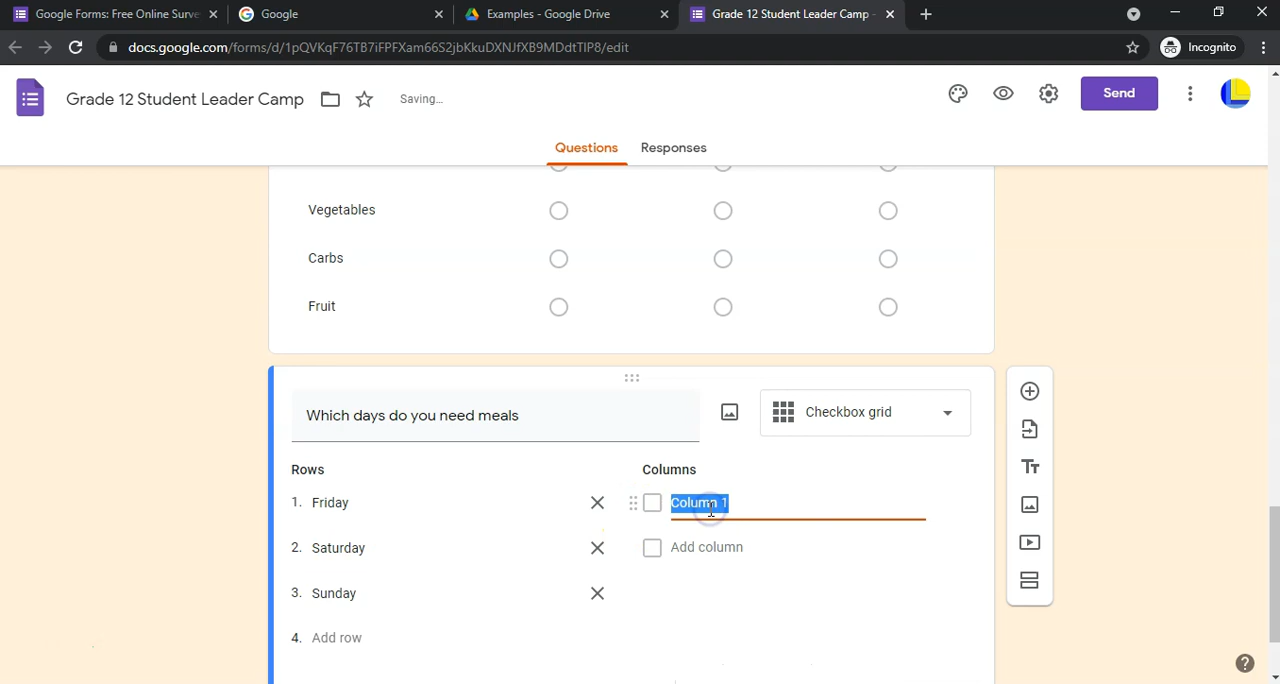 Google Forms: Free Online Surve
Google
Examples - Google Drive
Grade 12 Student Leader Camp -
docs.google.com/forms/d/1pQVKqF76TB7iFPFXam66S2jbKkuDXNJfXB9MDdtTIP8/edit
Incognito
Grade 12 Student Leader Camp
Saving...
Send
Questions
Responses
Vegetables
Carbs
Fruit
Which days do you need meals
Checkbox grid
Rows
Columns
1. Friday
Column 1
2. Saturday
Add column
3. Sunday
4. Add row